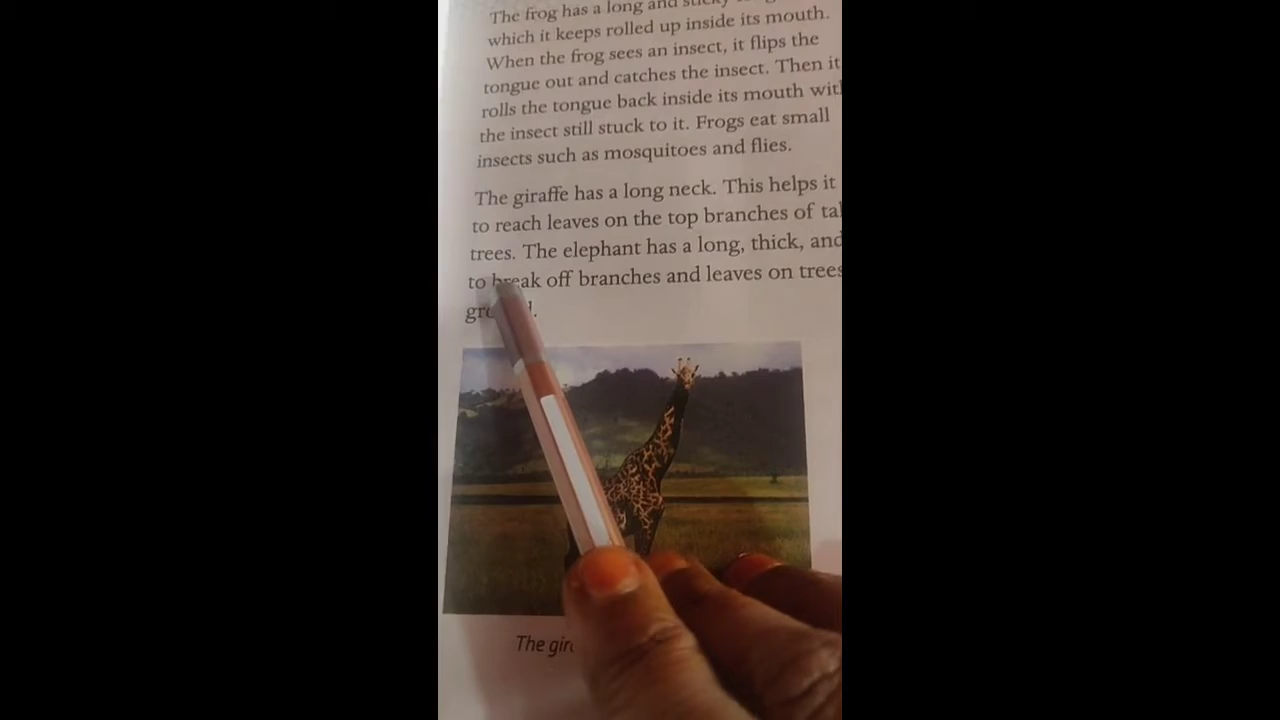 The frog has a long and sticky
which it keeps rolled up inside its mouth.
When the frog sees an insect, it flips the
tongue out and catches the insect. Then it
rolls the tongue back inside its mouth
the insect still stuck to it. Frogs eat small
insects such as mosquitoes and flies.
The giraffe has a long neck. This helps it
to reach leaves on the top branches of
trees. The elephant has a long, thick, and
to break off branches and leaves on trees
The